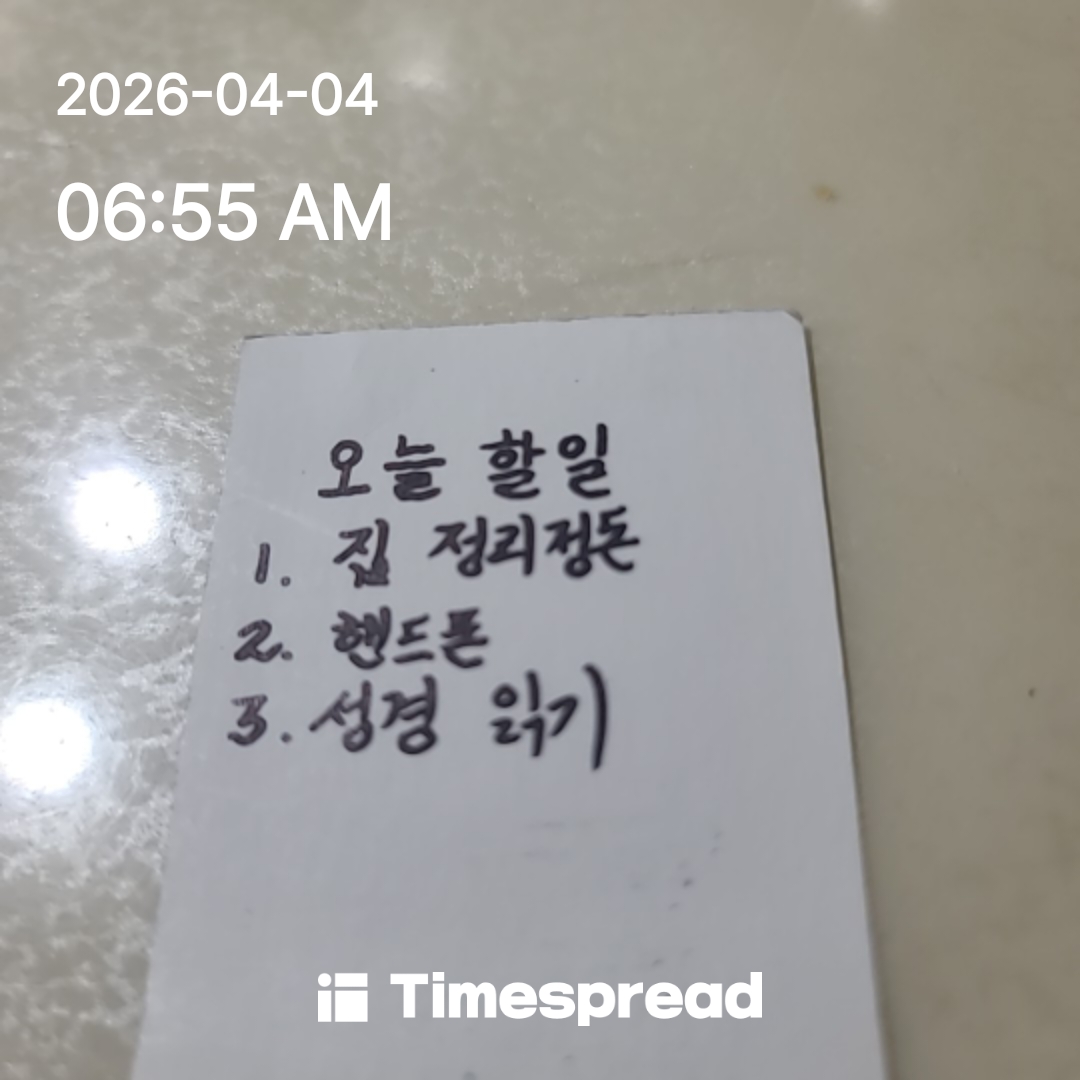 2026-04-04
06:55 AM
오늘 할일
1. 집 정리정돈
2. 핸드폰
3. 성경 읽기
Timespread